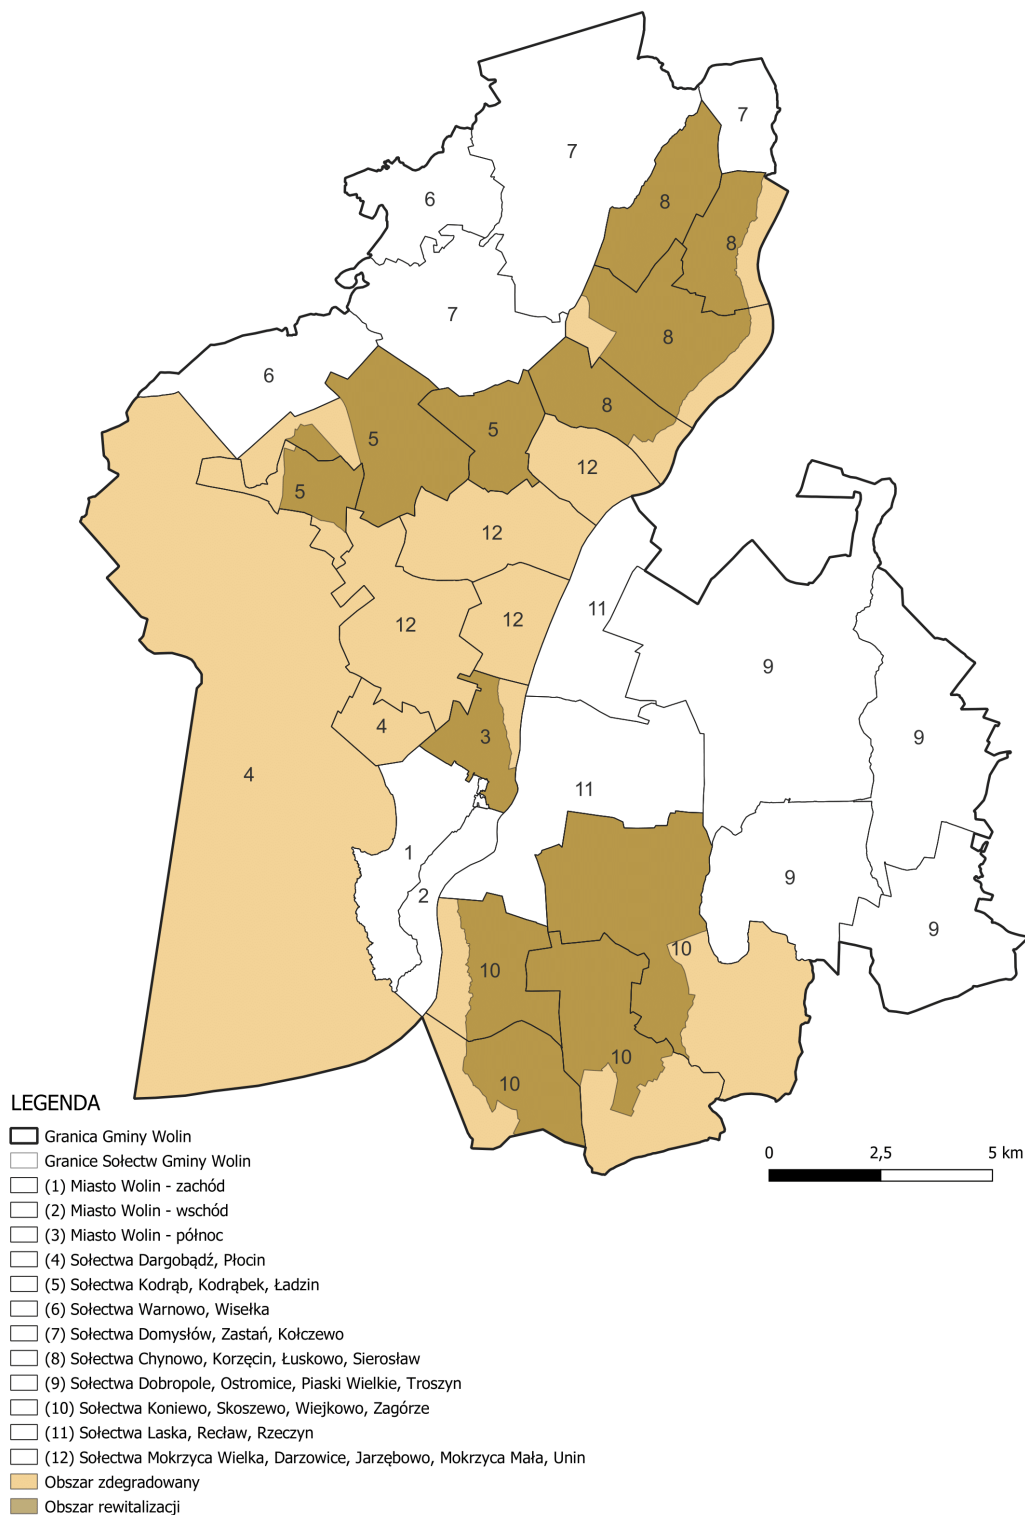 7
7
6
8
8
7
8
6
8
5
5
12
5
12
11
12
12
9
4
3
9
4
11
1
9
2
9
10
10
10
10
LEGENDA
Granica Gminy Wolin
Granice Sołectw Gminy Wolin
(1) Miasto Wolin - zachód
(2) Miasto Wolin - wschód
(3) Miasto Wolin - północ
(4) Sołectwa Dargobądź, Płocin
(5) Sołectwa Kodrąb, Kodrąbek, Ładzin
(6) Sołectwa Warnowo, Wisełka
(7) Sołectwa Domysłów, Zastań, Kołczewo
(8) Sołectwa Chynowo, Korzęcin, Łuskowo, Sierosław
(9) Sołectwa Dobropole, Ostromice, Piaski Wielkie, Troszyn
(10) Sołectwa Koniewo, Skoszewo, Wiejkowo, Zagórze
(11) Sołectwa Laska, Recław, Rzeczyn
(12) Sołectwa Mokrzyca Wielka, Darzowice, Jarzębowo, Mokrzyca Mała, Unin
Obszar zdegradowany
Obszar rewitalizacji
0 2,5 5 km